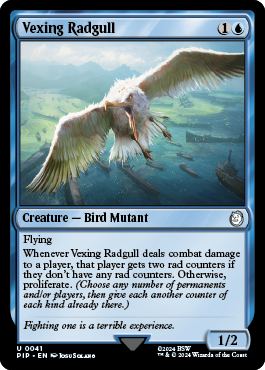 Vexing Radgull 1
Creature — Bird Mutant
Flying
Whenever Vexing Radgull deals combat damage
to a player, that player gets two rad counters if
they don't have any rad counters. Otherwise,
proliferate. (Choose any number of permanents
and/or players, then give each another counter of
each kind already there.)
Fighting one is a terrible experience.
1/2
U 0041
PIP • EN Josu Solano
©2024 BSW
™ & © 2024 Wizards of the Coast